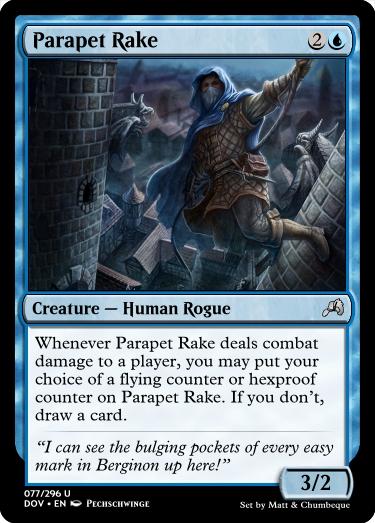 Parapet Rake
2
Creature — Human Rogue
Whenever Parapet Rake deals combat
damage to a player, you may put your
choice of a flying counter or hexproof
counter on Parapet Rake. If you don't,
draw a card.
"I can see the bulging pockets of every easy
mark in Berginon up here!"
3/2
077/296 U
DOV • EN Pechschwinge
Set by Matt & Chumbeque